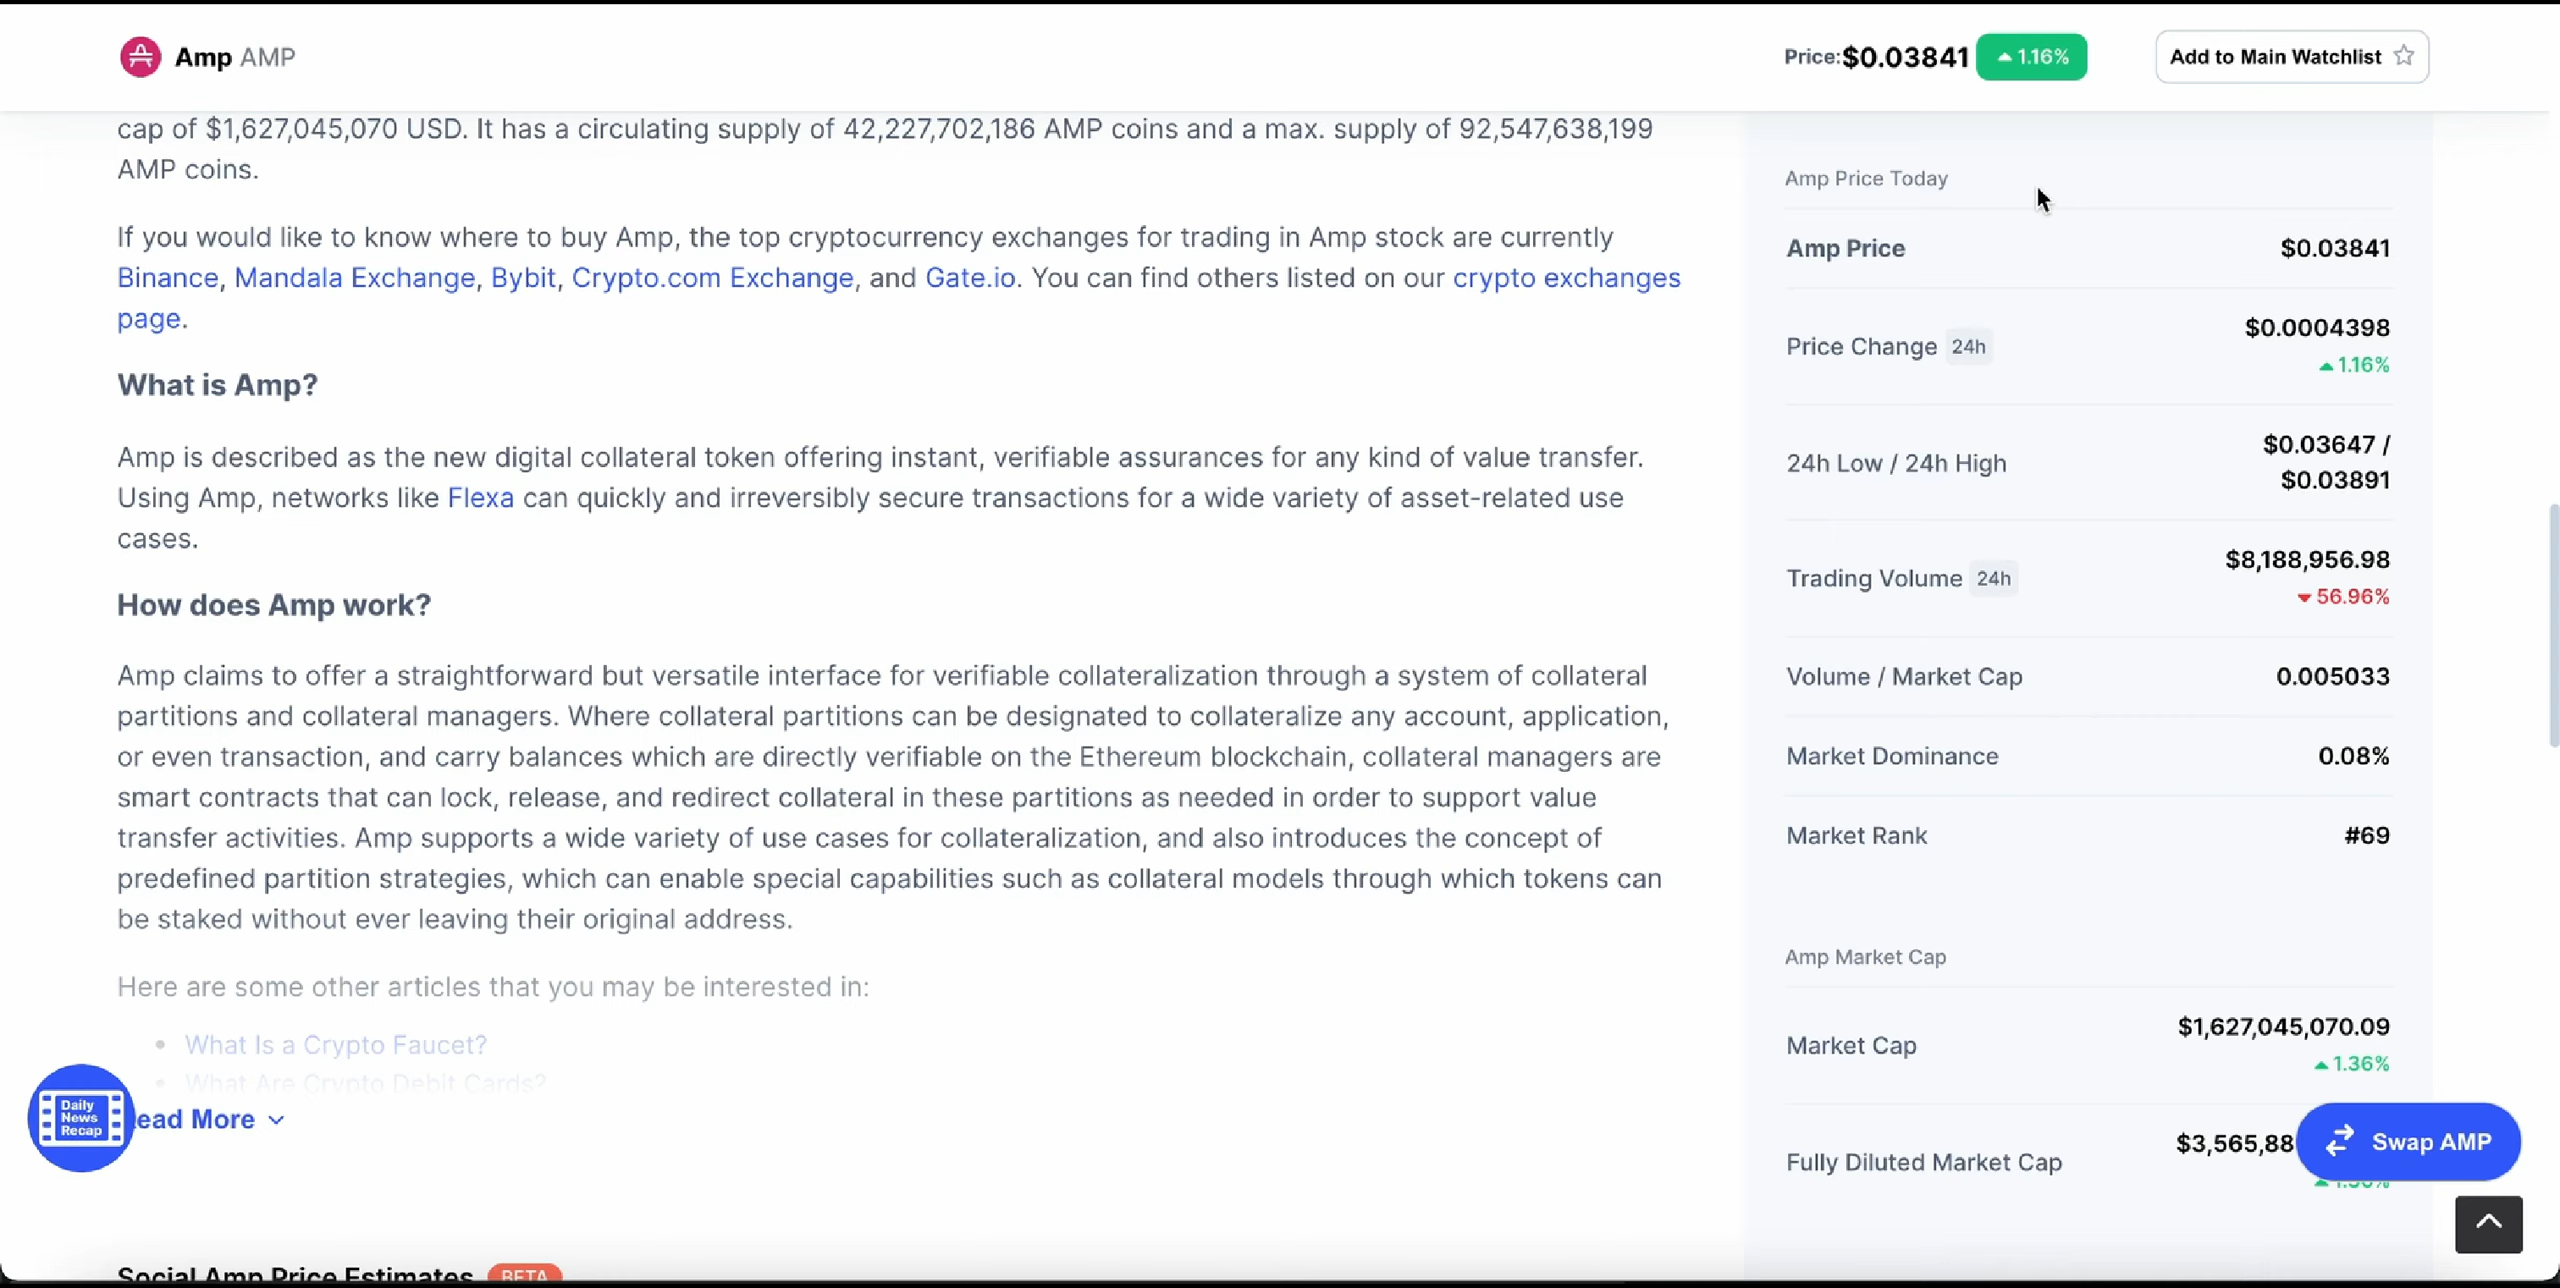 Amp AMP
Price:$0.03841 1.16%
Add to Main Watchlist
cap of $1,627,045,070 USD. It has a circulating supply of 42,227,702,186 AMP coins and a max. supply of 92,547,638,199
AMP coins.
If you would like to know where to buy Amp, the top cryptocurrency exchanges for trading in Amp stock are currently
Binance, Mandala Exchange, Bybit, Crypto.com Exchange, and Gate.io. You can find others listed on our crypto exchanges
page.
What is Amp?
Amp is described as the new digital collateral token offering instant, verifiable assurances for any kind of value transfer.
Using Amp, networks like Flexa can quickly and irreversibly secure transactions for a wide variety of asset-related use
cases.
How does Amp work?
Amp claims to offer a straightforward but versatile interface for verifiable collateralization through a system of collateral
partitions and collateral managers. Where collateral partitions can be designated to collateralize any account, application,
or even transaction, and carry balances which are directly verifiable on the Ethereum blockchain, collateral managers are
smart contracts that can lock, release, and redirect collateral in these partitions as needed in order to support value
transfer activities. Amp supports a wide variety of use cases for collateralization, and also introduces the concept of
predefined partition strategies, which can enable special capabilities such as collateral models through which tokens can
be staked without ever leaving their original address.
Here are some other articles that you may be interested in:
• What Is a Crypto Faucet?
• What Are Crypto Debit Cards?
Daily
News
Recap
ead More
Social Amp Price Estimates BETA
Amp Price Today
Amp Price $0.03841
Price Change 24h $0.0004398
1.16%
24h Low / 24h High $0.03647 /
$0.03891
Trading Volume 24h $8,188,956.98
56.96%
Volume / Market Cap 0.005033
Market Dominance 0.08%
Market Rank #69
Amp Market Cap
Market Cap $1,627,045,070.09
1.36%
Fully Diluted Market Cap $3,565,88
Swap AMP